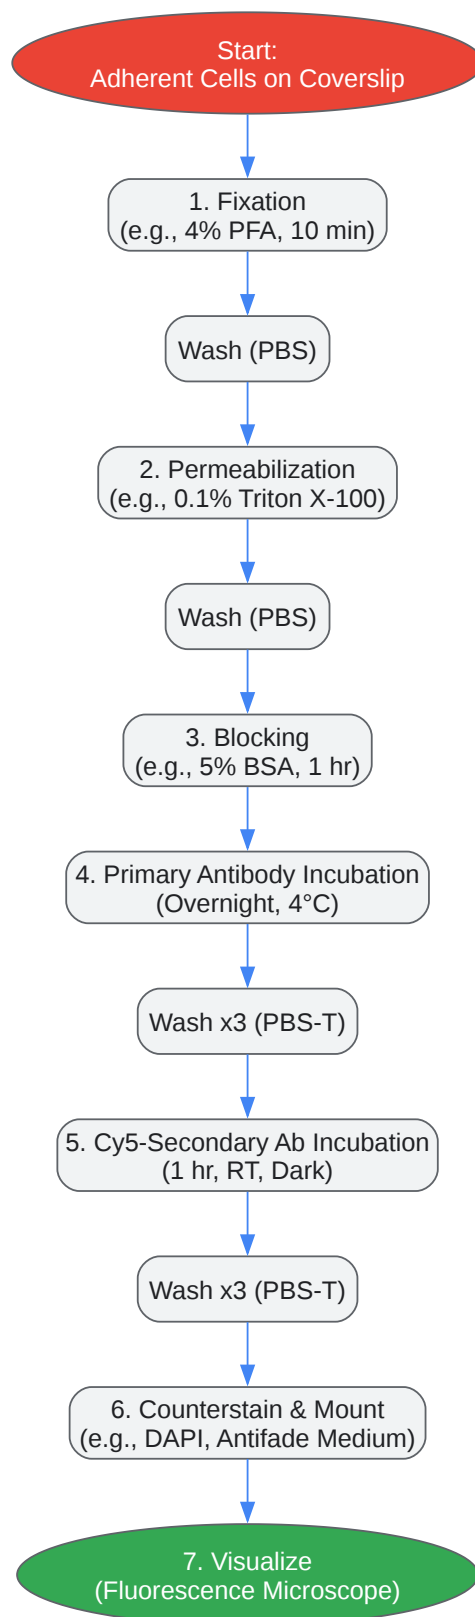 Start:
Adherent Cells on Coverslip
1. Fixation
(e.g., 4% PFA, 10 min)
Wash (PBS)
2. Permeabilization
(e.g., 0.1% Triton X-100)
Wash (PBS)
3. Blocking
(e.g., 5% BSA, 1 hr)
4. Primary Antibody Incubation
(Overnight, 4°C)
Wash x3 (PBS-T)
5. Cy5-Secondary Ab Incubation
(1 hr, RT, Dark)
Wash x3 (PBS-T)
6. Counterstain & Mount
(e.g., DAPI, Antifade Medium)
7. Visualize
(Fluorescence Microscope)